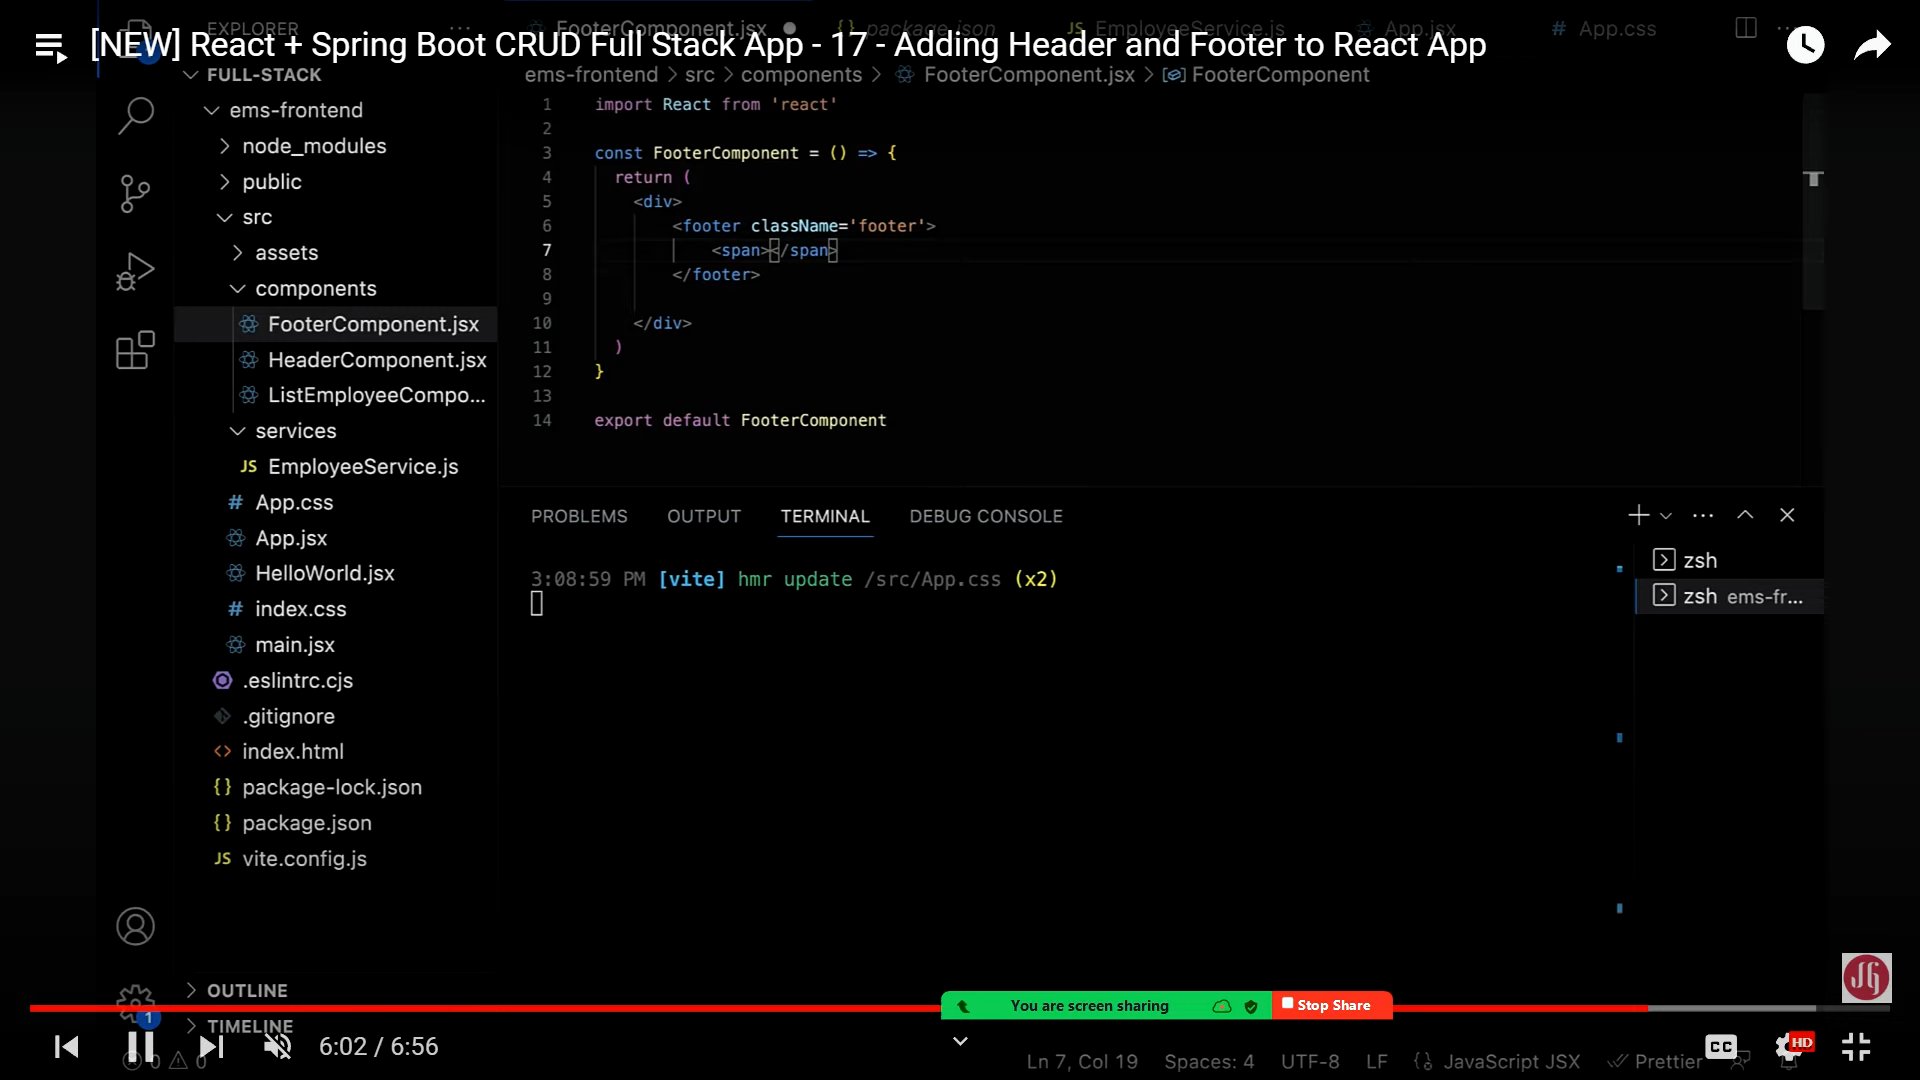 [NEW] React + Spring Boot CRUD Full Stack App - 17 - Adding Header and Footer to React App
EXPLORER
FooterComponent.jsx
package.json
JS EmployeeService.js
App.jsx
# App.css
FULL-STACK
ems-frontend > src > components > FooterComponent.jsx > FooterComponent
ems-frontend
node_modules
public
src
assets
components
FooterComponent.jsx
HeaderComponent.jsx
ListEmployeeCompo...
services
JS EmployeeService.js
# App.css
App.jsx
HelloWorld.jsx
# index.css
main.jsx
.eslintrc.cjs
.gitignore
<> index.html
{} package-lock.json
{} package.json
JS vite.config.js
OUTLINE
TIMELINE
1 import React from 'react'
2
3 const FooterComponent = () => {
4 return (
5 <div>
6 <footer className='footer'>
7 <span></span>
8 </footer>
9
10 </div>
11 )
12 }
13
14 export default FooterComponent
PROBLEMS OUTPUT TERMINAL DEBUG CONSOLE
3:08:59 PM [vite] hmr update /src/App.css (x2)
zsh
zsh ems-fr...
You are screen sharing
Stop Share
1
6:02 / 6:56
0 0
Ln 7, Col 19 Spaces: 4 UTF-8 LF {} JavaScript JSX Prettier
CC
HD